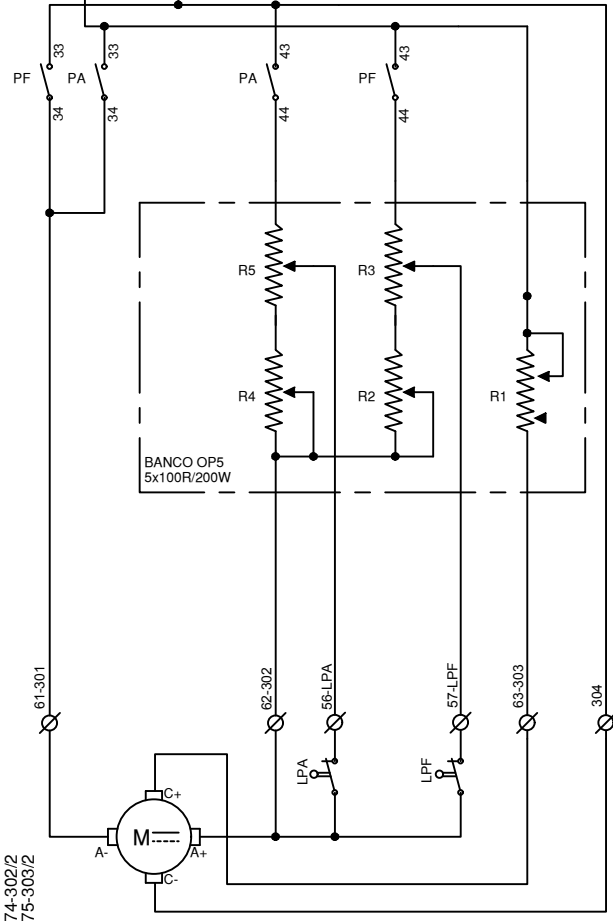 33
33
43
43
PF
PA
PA
PF
34
34
44
44
R5
R3
R4
R2
R1
BANCO OP5
5x100R/200W
61-301
62-302
56-LPA
57-LPF
63-303
304
LPA
LPF
C+
M
A-
A+
C-
74-302/2
75-303/2